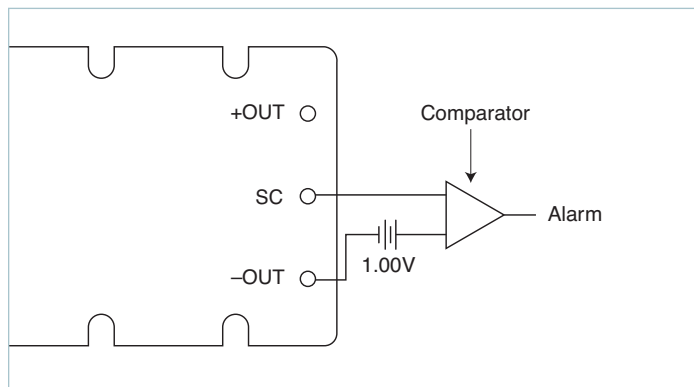 +OUT
Comparator
SC
Alarm
1.00V
–OUT